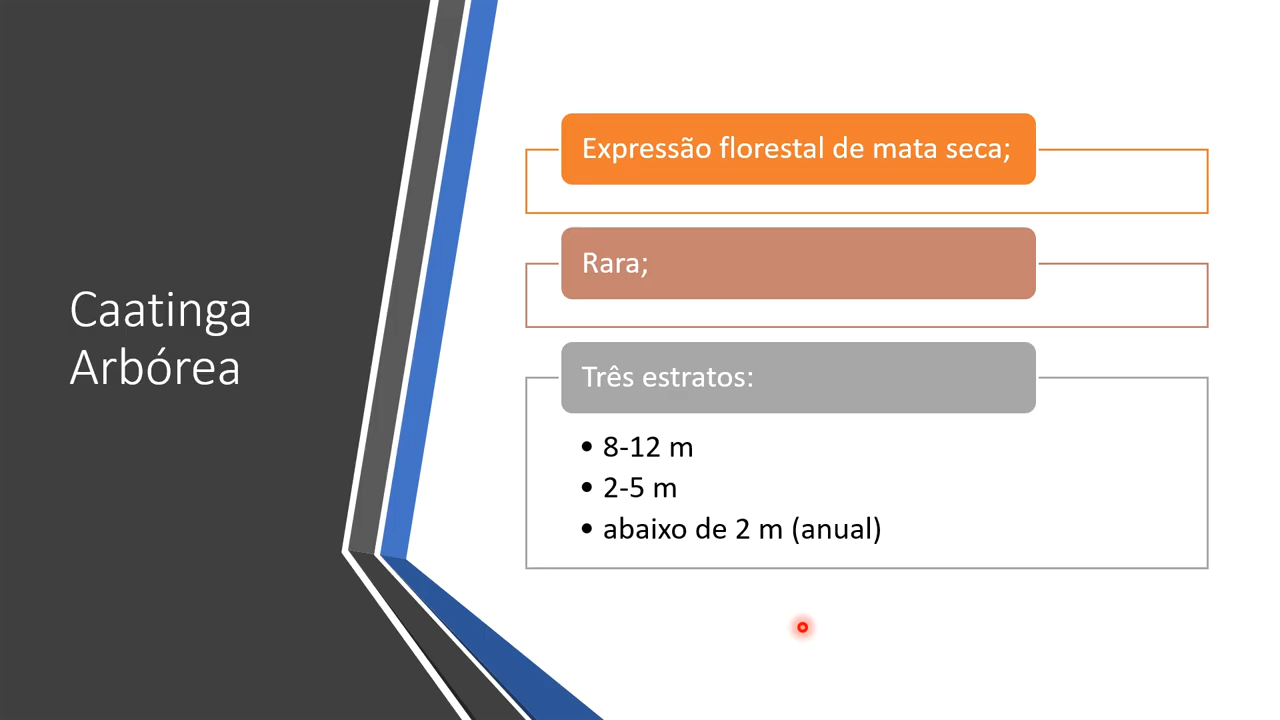 Caatinga
Arbórea
Expressão florestal de mata seca;
Rara;
Três estratos:
• 8-12 m
• 2-5 m
• abaixo de 2 m (anual)